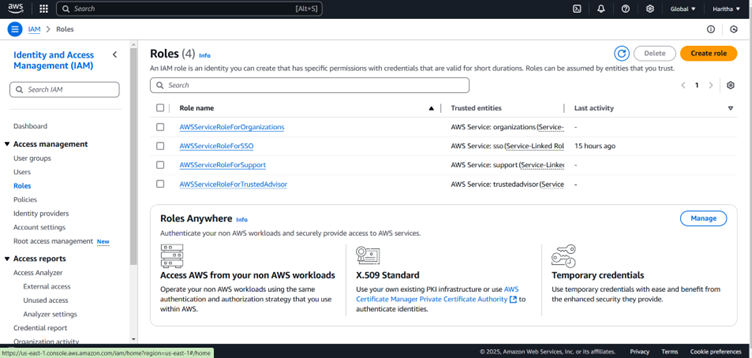 aws
Search
[Alt+S]
Global
Haritha
IAM
Roles
Identity and Access
Management (IAM)
Search IAM
Dashboard
Access management
User groups
Users
Roles
Policies
Identity providers
Account settings
Root access management New
Access reports
Access Analyzer
External access
Unused access
Analyzer settings
Credential report
Organization activity
Roles (4) Info
Delete
Create role
An IAM role is an identity you can create that has specific permissions with credentials that are valid for short durations. Roles can be assumed by entities that you trust.
Search
1
Role name
Trusted entities
Last activity
AWSServiceRoleForOrganizations
AWS Service: organizations (Service-
-
AWSServiceRoleForSSO
AWS Service: sso (Service-Linked Rol
15 hours ago
AWSServiceRoleForSupport
AWS Service: support (Service-Linke
-
AWSServiceRoleForTrustedAdvisor
AWS Service: trustedadvisor (Service
-
Roles Anywhere Info
Manage
Authenticate your non AWS workloads and securely provide access to AWS services.
Access AWS from your non AWS workloads
Operate your non AWS workloads using the same
authentication and authorization strategy that you use
within AWS.
X.509 Standard
Use your own existing PKI infrastructure or use AWS
Certificate Manager Private Certificate Authority to
authenticate identities.
Temporary credentials
Use temporary credentials with ease and benefit from
the enhanced security they provide.
https://us-east-1.console.aws.amazon.com/iam/home?region=us-east-1#/home
© 2025, Amazon Web Services, Inc. or its affiliates.
Privacy
Terms
Cookie preferences